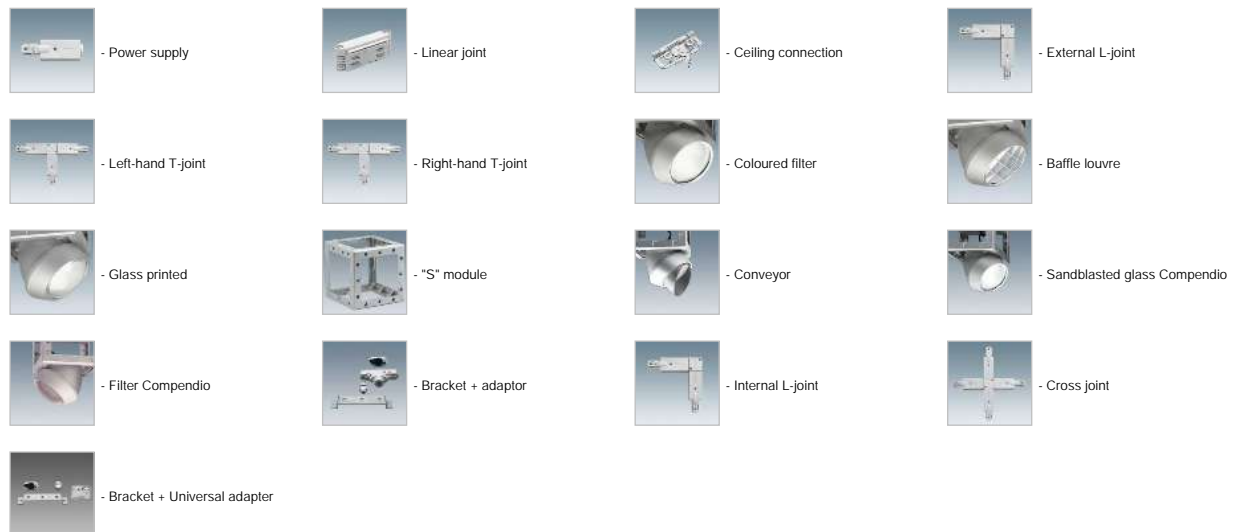 - Power supply
- Linear joint
- Ceiling connection
- External L-joint
- Left-hand T-joint
- Right-hand T-joint
- Coloured filter
- Baffle louvre
- Glass printed
- "S" module
- Conveyor
- Sandblasted glass Compendio
- Filter Compendio
- Bracket + adaptor
- Internal L-joint
- Cross joint
- Bracket + Universal adapter